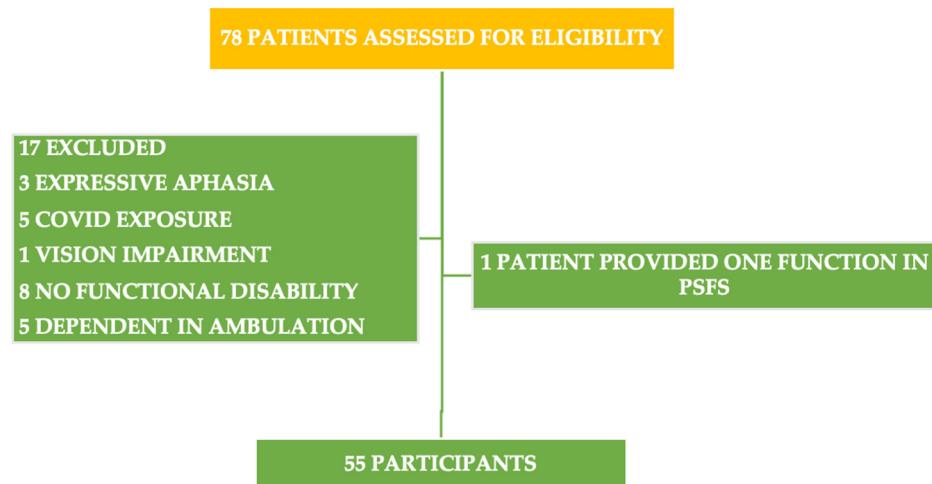 78 PATIENTS ASSESSED FOR ELIGIBILITY
17 EXCLUDED
3 EXPRESSIVE APHASIA
5 COVID EXPOSURE
1 VISION IMPAIRMENT
8 NO FUNCTIONAL DISABILITY
5 DEPENDENT IN AMBULATION
1 PATIENT PROVIDED ONE FUNCTION IN
PSFS
55 PARTICIPANTS